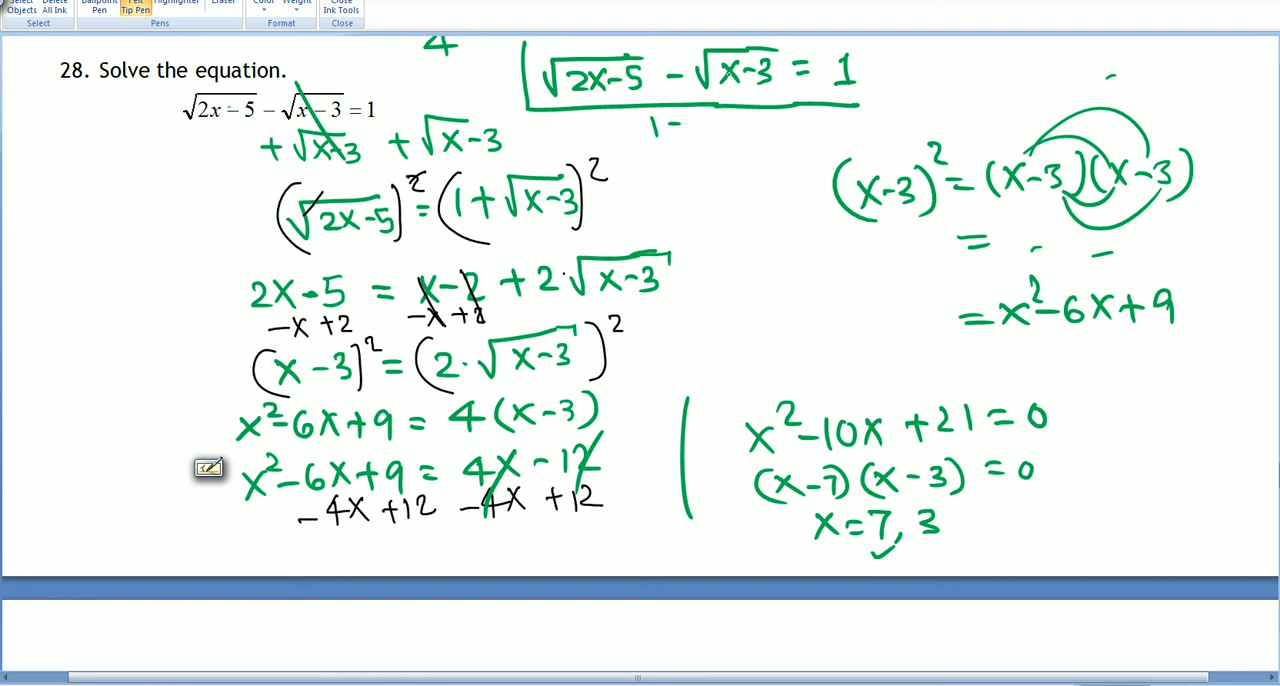 Select Objects
Delete All Ink
Ballpoint Pen
Felt Tip Pen
Highlighter
Eraser
Color
Weight
Close Ink Tools
Select
Pens
Format
Close
4
28. Solve the equation.
√2x − 5 − √x − 3 = 1
+ √x+3 + √x-3
(√2x-5)² = (1 + √x-3)²
2x - 5 = x - 2 + 2·√x-3
-x +2 -x +2
(x - 3)² = (2·√x-3)²
x² - 6x + 9 = 4(x-3)
x² - 6x + 9 = 4x - 12
- 4x + 12 - 4x + 12
√2x-5 - √x-3 = 1
1 -
(x-3)² = (x-3)(x-3)
= - -
= x² - 6x + 9
x² - 10x + 21 = 0
(x-7)(x-3) = 0
x = 7, 3